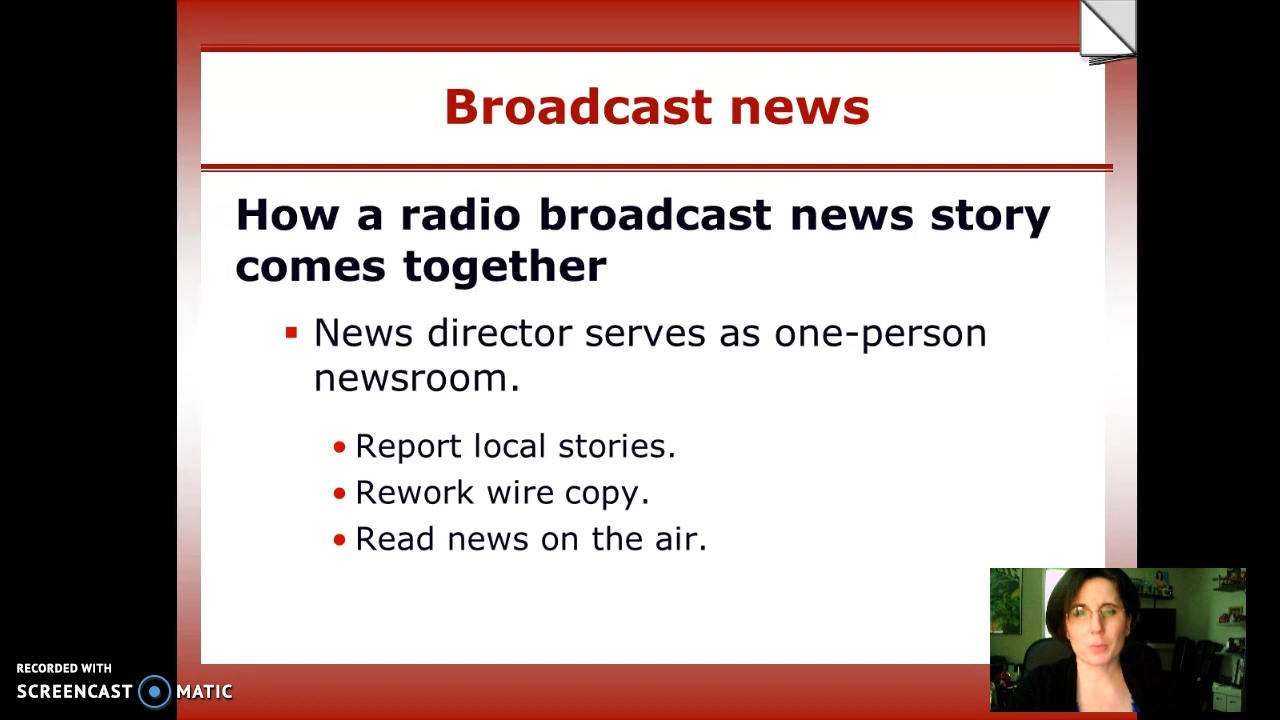 Broadcast news
How a radio broadcast news story
comes together
News director serves as one-person
newsroom.
Report local stories.
Rework wire copy.
Read news on the air.
RECORDED WITH
SCREENCAST MATIC